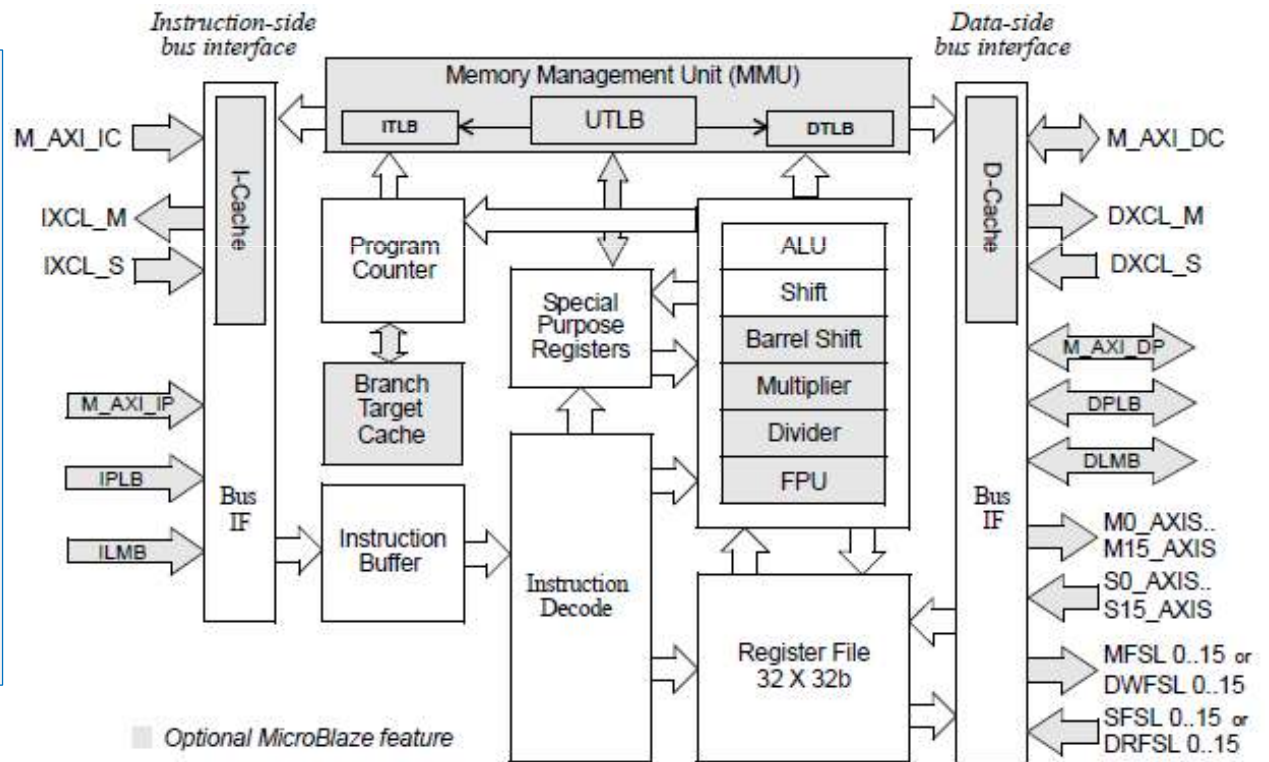 Instruction-side
bus interface
Data-side
bus interface
Memory Management Unit (MMU)
ITLB
UTLB
DTLB
M_AXI_IC
IXCL_M
IXCL_S
I-Cache
M_AXI_IP
IPLB
ILMB
Bus
IF
Program
Counter
Branch
Target
Cache
Instruction
Buffer
Special
Purpose
Registers
Instruction
Decode
ALU
Shift
Barrel Shift
Multiplier
Divider
FPU
Register File
32 X 32b
D-Cache
Bus
IF
M_AXI_DC
DXCL_M
DXCL_S
M_AXI_DP
DPLB
DLMB
M0_AXIS..
M15_AXIS
S0_AXIS..
S15_AXIS
MFSL 0..15 or
DWFSL 0..15
SFSL 0..15 or
DRFSL 0..15
Optional MicroBlaze feature